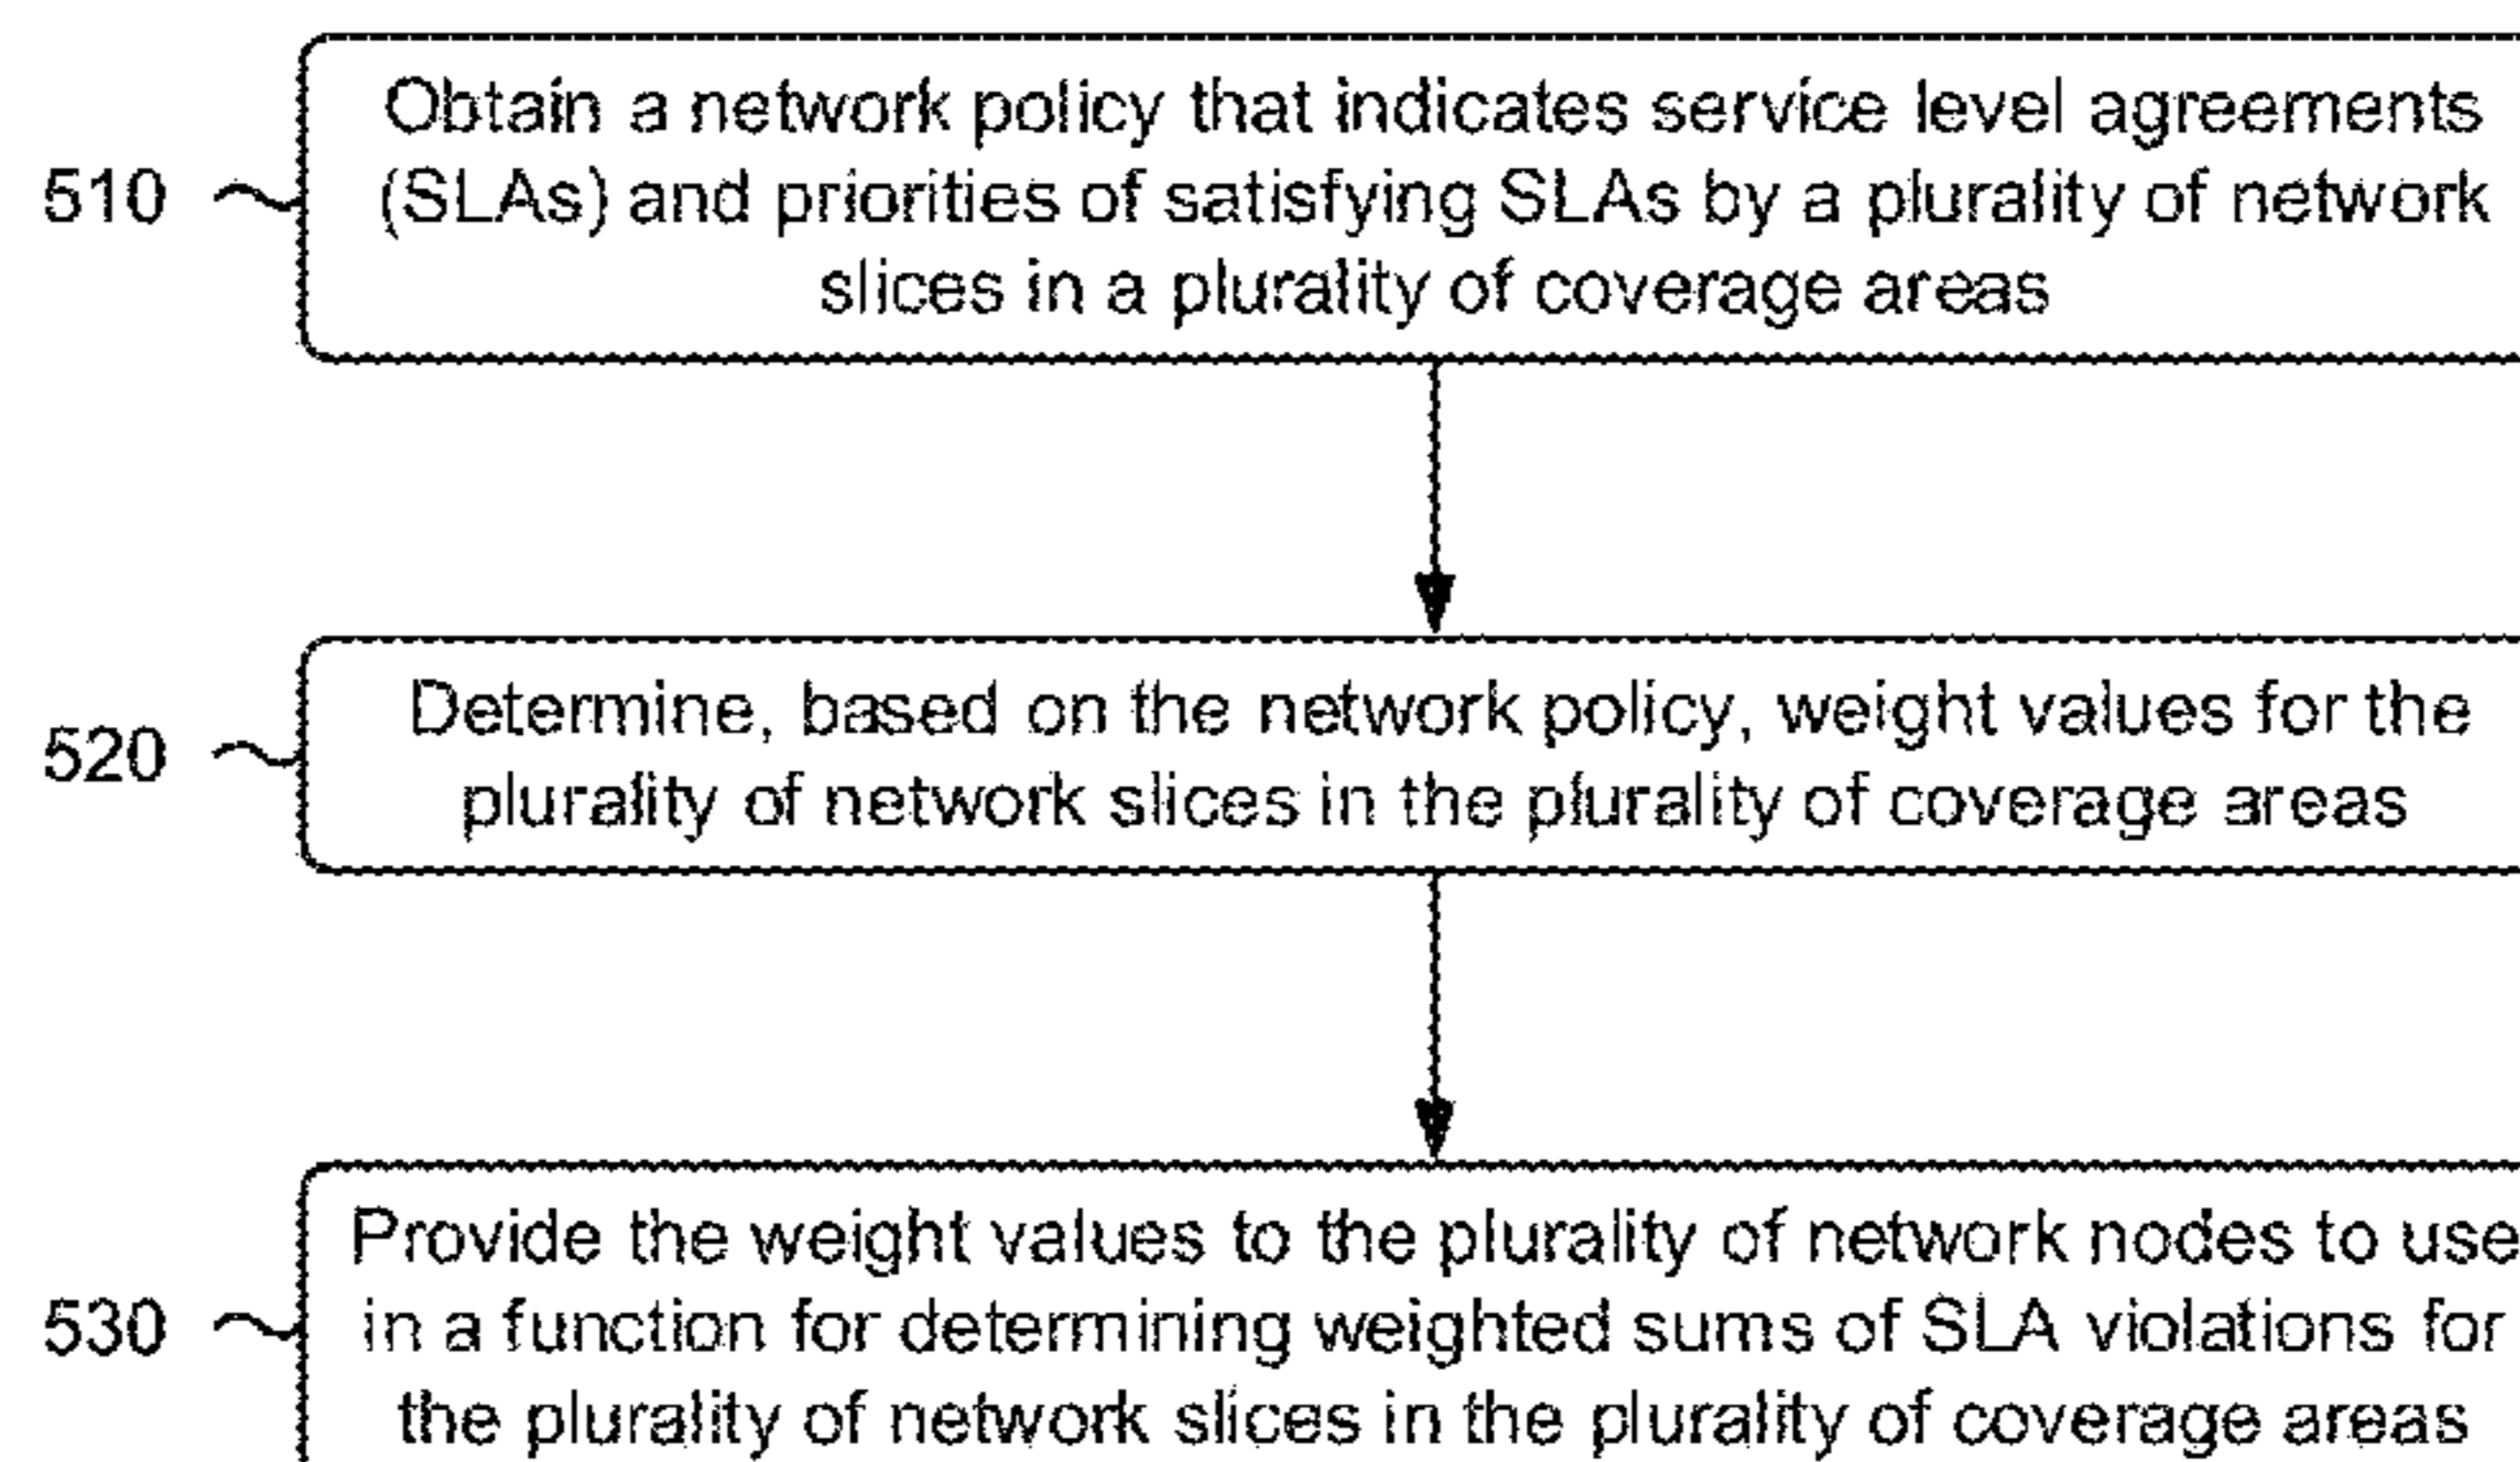 Obtain a network policy that indicates service level agreements
510 (SLAs) and priorities of satisfying SLAs by a plurality of network
slices in a plurality of coverage areas
Determine, based on the network policy, weight values for the
520 plurality of network slices in the plurality of coverage areas
Provide the weight values to the plurality of network nodes to use
530 in a function for determining weighted sums of SLA violations for
the plurality of network slices in the plurality of coverage areas